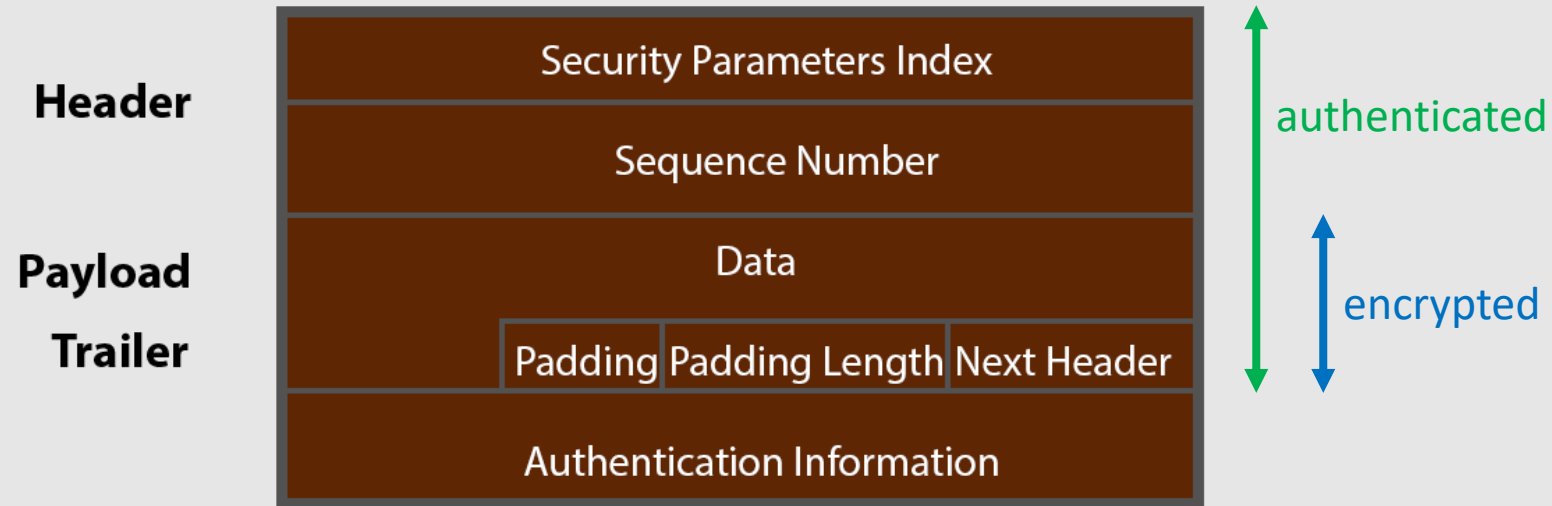 Security Parameters Index
Header
authenticated
Sequence Number
Data
Payload
encrypted
Trailer
Padding Padding Length Next Header
Authentication Information